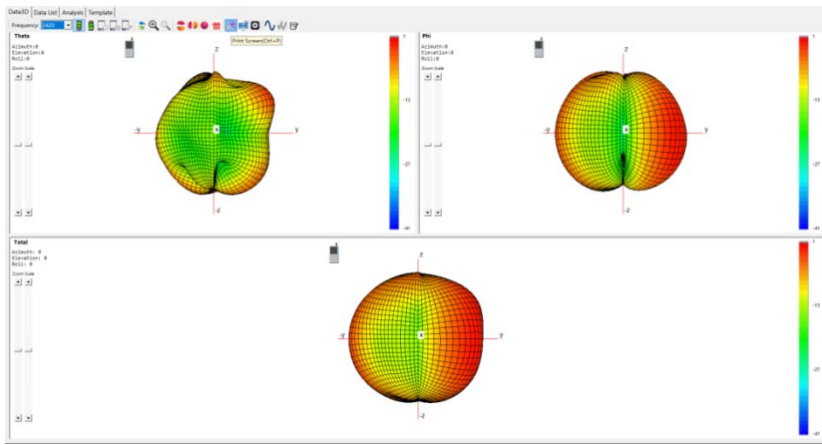 Data3D Data List Analysis Template
Frequency: 2420
Print Screen(Ctrl+P)
Theta
Azimuth:0
Elevation:0
Roll:0
Zoom Scale
Z
-y
x
y
-z
1
-13
-27
-41
Phi
Azimuth:0
Elevation:0
Roll:0
Zoom Scale
Z
-y
x
y
-z
1
-13
-27
-41
Total
Azimuth: 0
Elevation: 0
Roll: 0
Zoom Scale
Z
-y
x
y
-z
1
-13
-27
-41